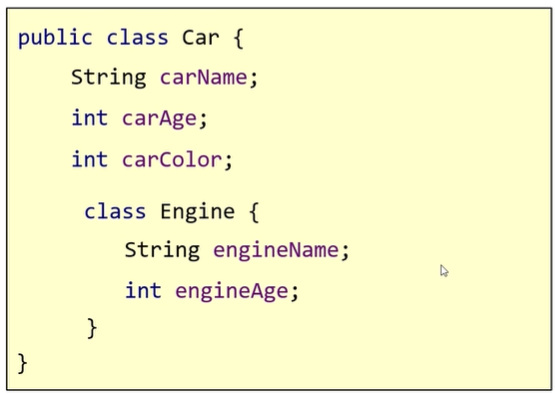 public class Car {
String carName;
int carAge;
int carColor;
class Engine {
String engineName;
int engineAge;
}
}